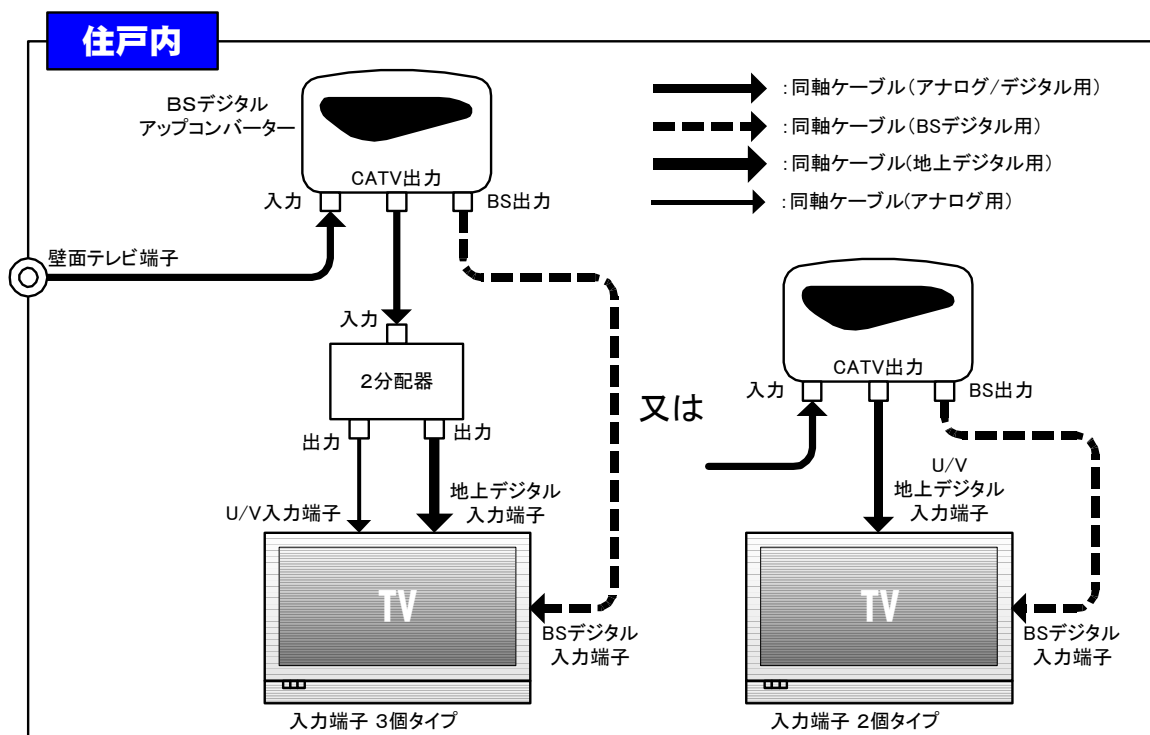 住戸内
BSデジタル
アップコンバーター
CATV出力
入力
BS出力
壁面テレビ端子
入力
2分配器
出力
出力
U/V入力端子
地上デジタル
入力端子
TV
BSデジタル
入力端子
入力端子 3個タイプ
:同軸ケーブル(アナログ/デジタル用)
:同軸ケーブル(BSデジタル用)
:同軸ケーブル(地上デジタル用)
:同軸ケーブル(アナログ用)
又は
CATV出力
入力
BS出力
U/V
地上デジタル
入力端子
TV
BSデジタル
入力端子
入力端子 2個タイプ